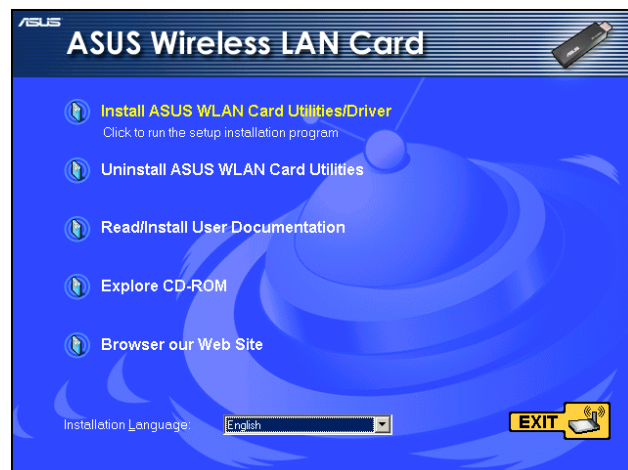 ASUS
ASUS Wireless LAN Card
Install ASUS WLAN Card Utilities/Driver
Click to run the setup installation program
Uninstall ASUS WLAN Card Utilities
Read/Install User Documentation
Explore CD-ROM
Browser our Web Site
Installation Language: English
EXIT